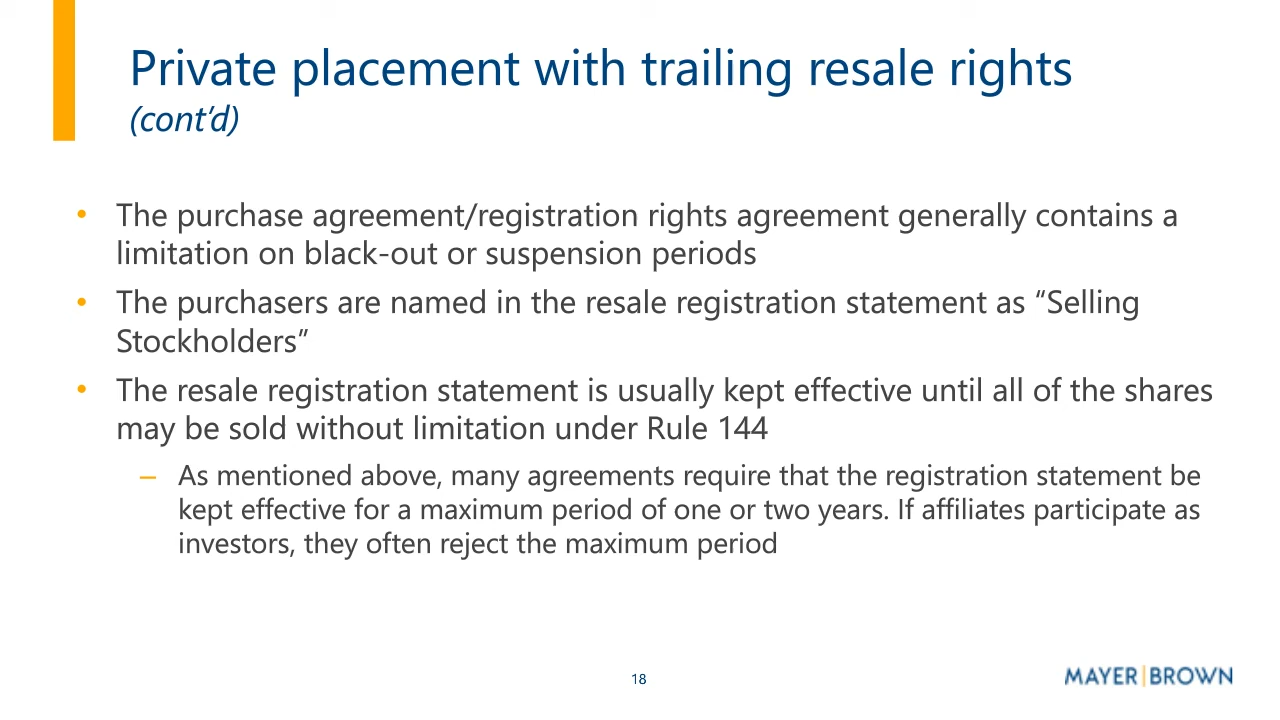 Private placement with trailing resale rights
(cont’d)
• The purchase agreement/registration rights agreement generally contains a
limitation on black-out or suspension periods
• The purchasers are named in the resale registration statement as “Selling
Stockholders”
• The resale registration statement is usually kept effective until all of the shares
may be sold without limitation under Rule 144
– As mentioned above, many agreements require that the registration statement be
kept effective for a maximum period of one or two years. If affiliates participate as
investors, they often reject the maximum period
18
MAYER|BROWN